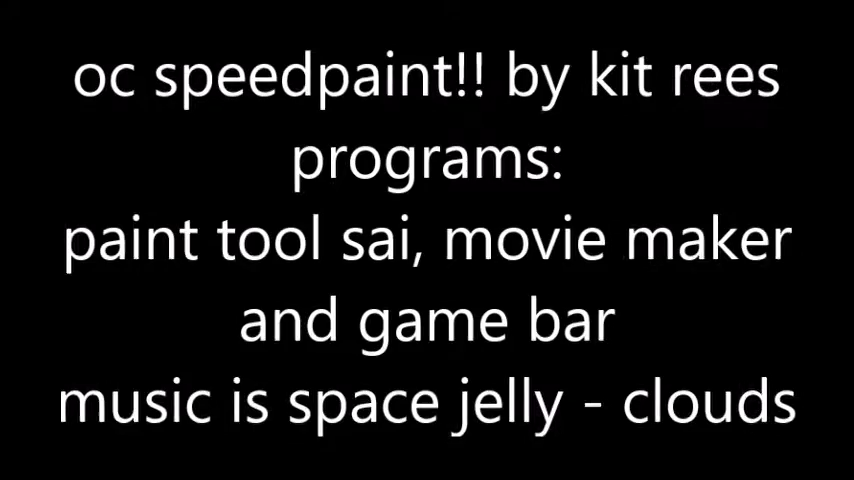 oc speedpaint!! by kit rees
programs:
paint tool sai, movie maker
and game bar
music is space jelly - clouds